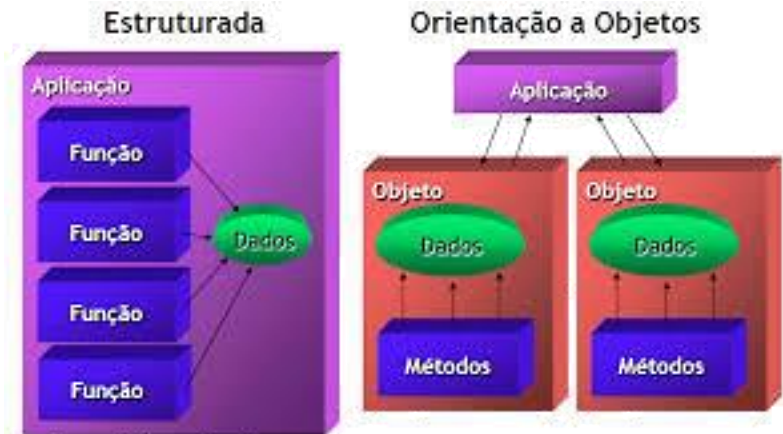 Estruturada
Aplicação
Função
Função
Função
Função
Dados
Orientação a Objetos
Aplicação
Objeto
Dados
Métodos
Objeto
Dados
Métodos